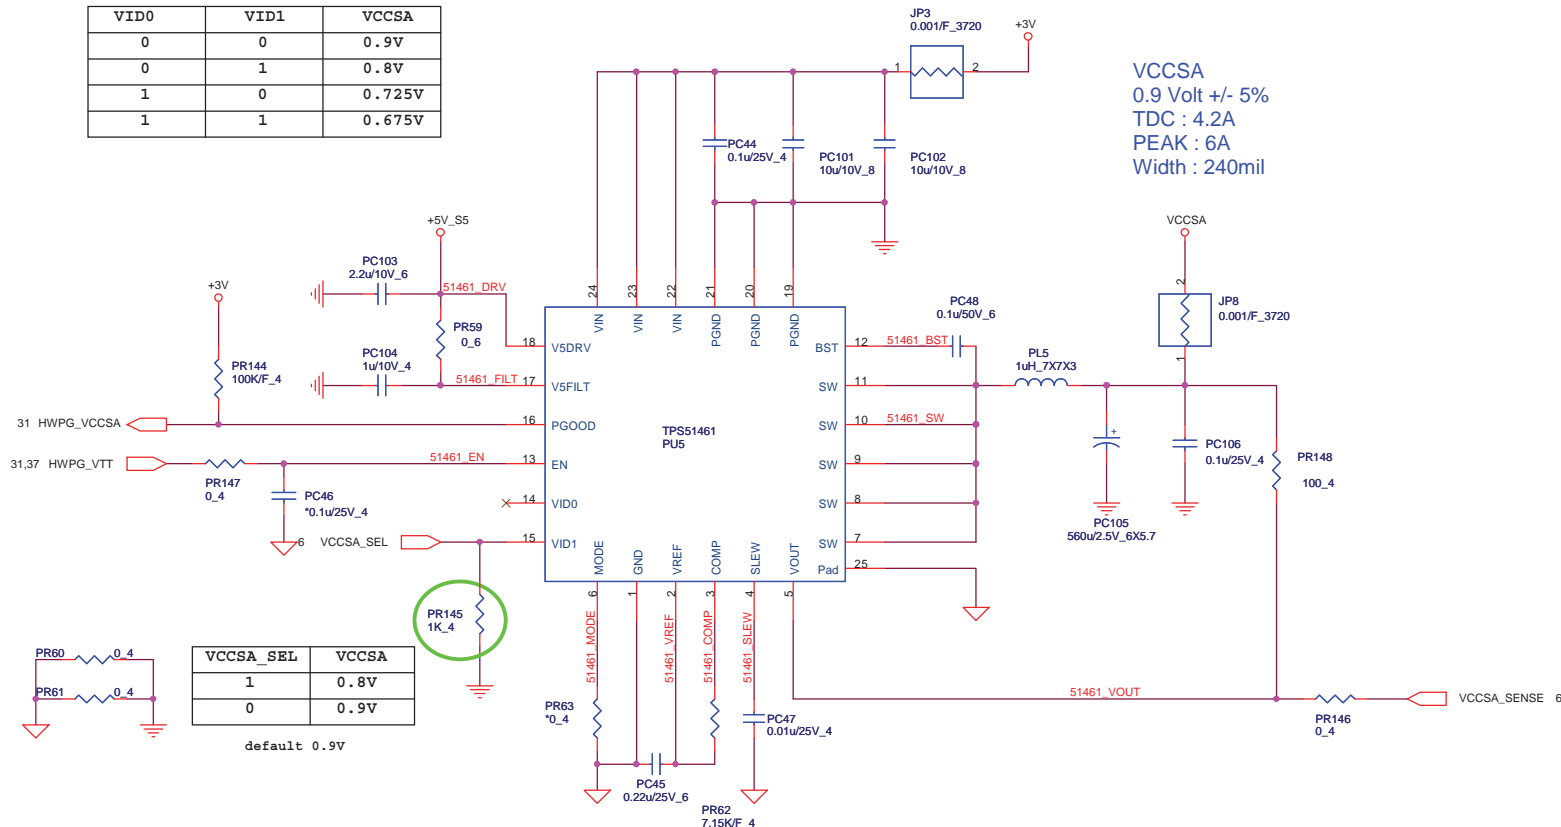 VID0 VID1 VCCSA
0 0 0.9V
0 1 0.8V
1 0 0.725V
1 1 0.675V
JP3
0.001/F_3720
+3V
1 2
VCCSA
0.9 Volt +/- 5%
TDC : 4.2A
PEAK : 6A
Width : 240mil
PC44
0.1u/25V_4
PC101
10u/10V_8
PC102
10u/10V_8
+5V_S5
PC103
2.2u/10V_6
51461_DRV
+3V
PR59
0_6
PC104
1u/10V_4
51461_FILT
PR144
100K/F_4
31 HWPG_VCCSA
31,37 HWPG_VTT
PR147
0_4
51461_EN
PC46
*0.1u/25V_4
6 VCCSA_SEL
PR145
1K_4
24 23 22 21 20 19
VIN VIN VIN PGND PGND PGND
18 V5DRV
17 V5FILT
16 PGOOD
13 EN
14 VID0
15 VID1
TPS51461
PU5
BST 12
SW 11
SW 10
SW 9
SW 8
SW 7
Pad 25
MODE GND VREF COMP SLEW VOUT
6 1 2 3 4 5
51461_BST
PC48
0.1u/50V_6
51461_SW
PL5
1uH_7X7X3
VCCSA
2
JP8
0.001/F_3720
1
+
PC105
560u/2.5V_6X5.7
PC106
0.1u/25V_4
PR148
100_4
51461_MODE
51461_VREF
51461_COMP
51461_SLEW
51461_VOUT
PR146
0_4
VCCSA_SENSE 6
PR63
*0_4
PC45
0.22u/25V_6
PR62
7.15K/F_4
PC47
0.01u/25V_4
PR60 0_4
PR61 0_4
VCCSA_SEL VCCSA
1 0.8V
0 0.9V
default 0.9V